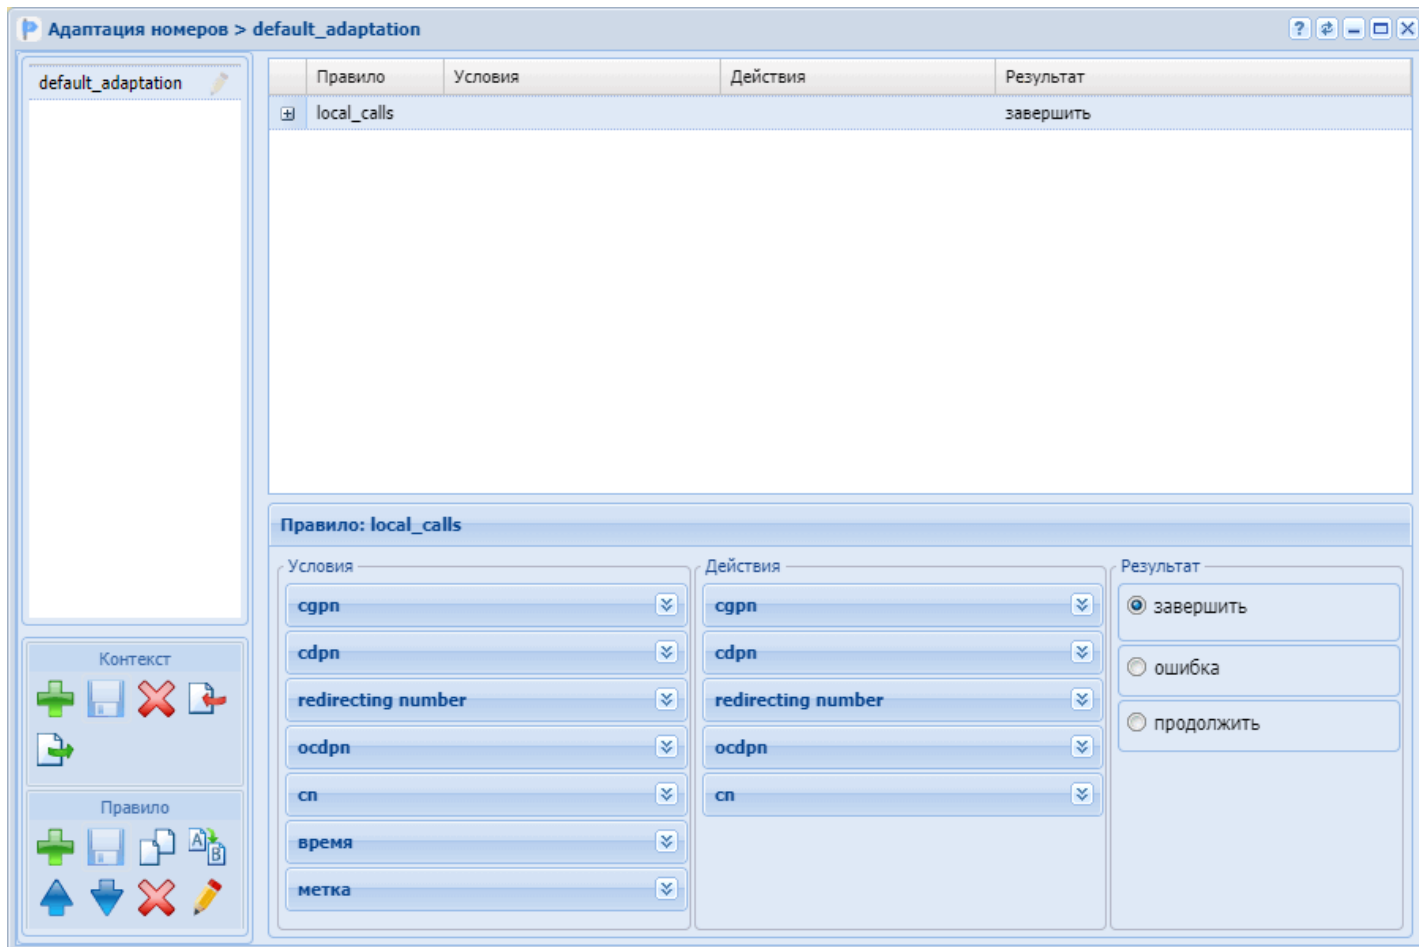 Адаптация номеров > default_adaptation
default_adaptation
Правило Условия Действия Результат
local_calls завершить
Правило: local_calls
Условия Действия Результат
cgpn cgpn завершить
cdpn cdpn ошибка
redirecting number redirecting number продолжить
ocdpn ocdpn
cn cn
время
метка
Контекст
Правило